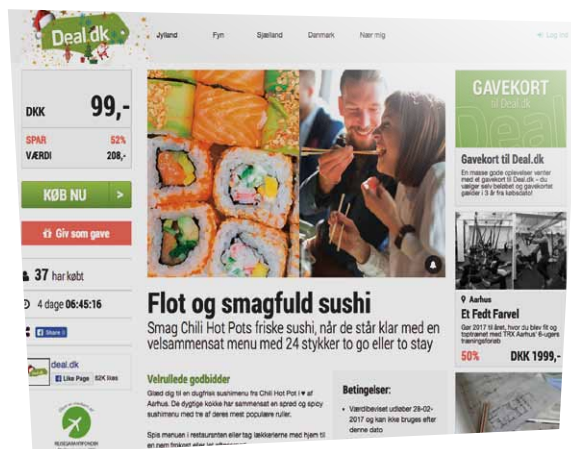 Deal.dk
Jylland Fyn Sjælland Danmark Nær mig
Log ind
DKK 99,-
SPAR 52%
VÆRDI 208,-
KØB NU >
Giv som gave
37 har købt
4 dage 06:45:16
Share
deal.dk
Like Page 52K likes
Flot og smagfuld sushi
Smag Chili Hot Pots friske sushi, når de står klar med en
velsammensat menu med 24 stykker to go eller to stay
Velrullede godbidder
Glæd dig til en dugfrisk sushimenu fra Chili Hot Pot i ♥ af
Aarhus. De dygtige kokke har sammensat en sprød og spicy
sushimenu med tre af deres mest populære ruller.
Spis menuen i restauranten eller tag lækkerierne med hjem til
Betingelser:
• Værdibeviset udløber 28-02-
2017 og kan ikke bruges efter
denne dato
GAVEKORT
til Deal.dk
Deal
Gavekort til Deal.dk
En masse gode oplevelser venter
med et gavekort til Deal.dk - du
vælger selv beløbet og gavekortet
gælder i 3 år fra købsdato!
Aarhus
Et Fedt Farvel
Gør 2017 til året, hvor du blev fit og
toptrænet med TRX Aarhus' 6-ugers
træningsforløb
50% DKK 1999,-